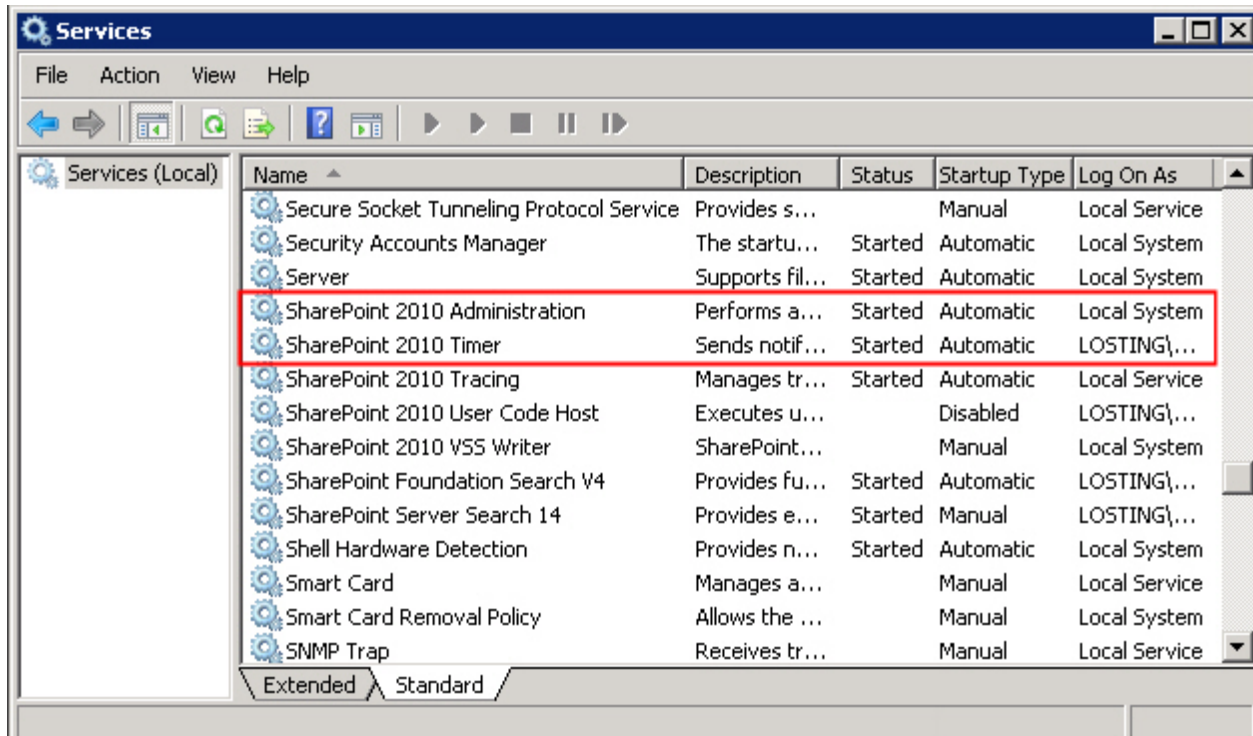 Services
File Action View Help
Services (Local)
Name Description Status Startup Type Log On As
Secure Socket Tunneling Protocol Service Provides s... Manual Local Service
Security Accounts Manager The startu... Started Automatic Local System
Server Supports fil... Started Automatic Local System
SharePoint 2010 Administration Performs a... Started Automatic Local System
SharePoint 2010 Timer Sends notif... Started Automatic LOSTING\...
SharePoint 2010 Tracing Manages tr... Started Automatic Local Service
SharePoint 2010 User Code Host Executes u... Disabled LOSTING\...
SharePoint 2010 VSS Writer SharePoint... Manual Local System
SharePoint Foundation Search V4 Provides fu... Started Automatic LOSTING\...
SharePoint Server Search 14 Provides e... Started Manual LOSTING\...
Shell Hardware Detection Provides n... Started Automatic Local System
Smart Card Manages a... Manual Local Service
Smart Card Removal Policy Allows the ... Manual Local System
SNMP Trap Receives tr... Manual Local Service
Extended Standard